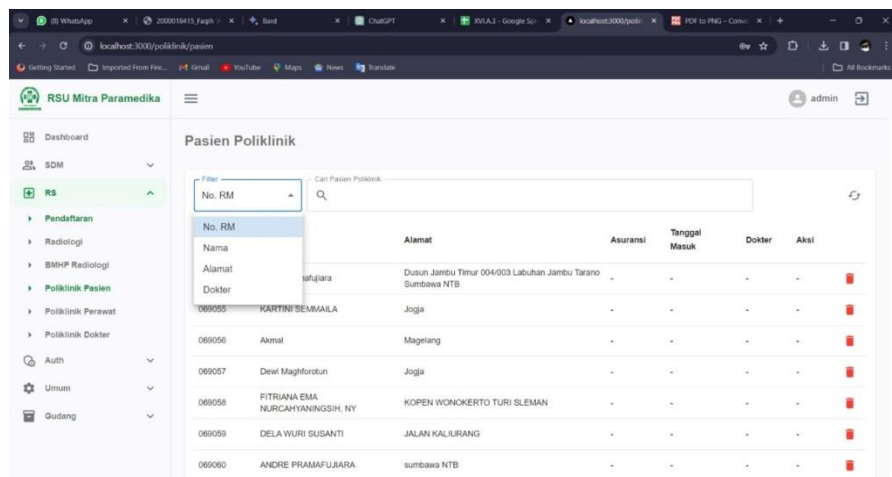 (8) WhatsApp
2000018415_Faqih
Bard
ChatGPT
XVI.A.3 - Google Spr
localhost:3000/polikl
PDF to PNG – Conve
localhost:3000/poliklinik/pasien
Getting Started
Imported From Fire...
Gmail
YouTube
Maps
News
Translate
All Bookmarks
RSU Mitra Paramedika
admin
Dashboard
SDM
RS
Pendaftaran
Radiologi
BMHP Radiologi
Poliklinik Pasien
Poliklinik Perawat
Poliklinik Dokter
Auth
Umum
Gudang
Pasien Poliklinik
Filter
No. RM
Cari Pasien Poliklinik
No. RM
Nama
Alamat
Dokter
Alamat
Asuransi
Tanggal
Masuk
Dokter
Aksi
Dusun Jambu Timur 004/003 Labuhan Jambu Tarano
Sumbawa NTB
- - - -
069055 KARTINI SEMMAILA Jogja - - - -
069056 Akmal Magelang - - - -
069057 Dewi Maghforotun Jogja - - - -
069058 FITRIANA EMA
NURCAHYANINGSIH, NY KOPEN WONOKERTO TURI SLEMAN - - - -
069059 DELA WURI SUSANTI JALAN KALIURANG - - - -
069060 ANDRE PRAMAFUJIARA sumbawa NTB - - - -